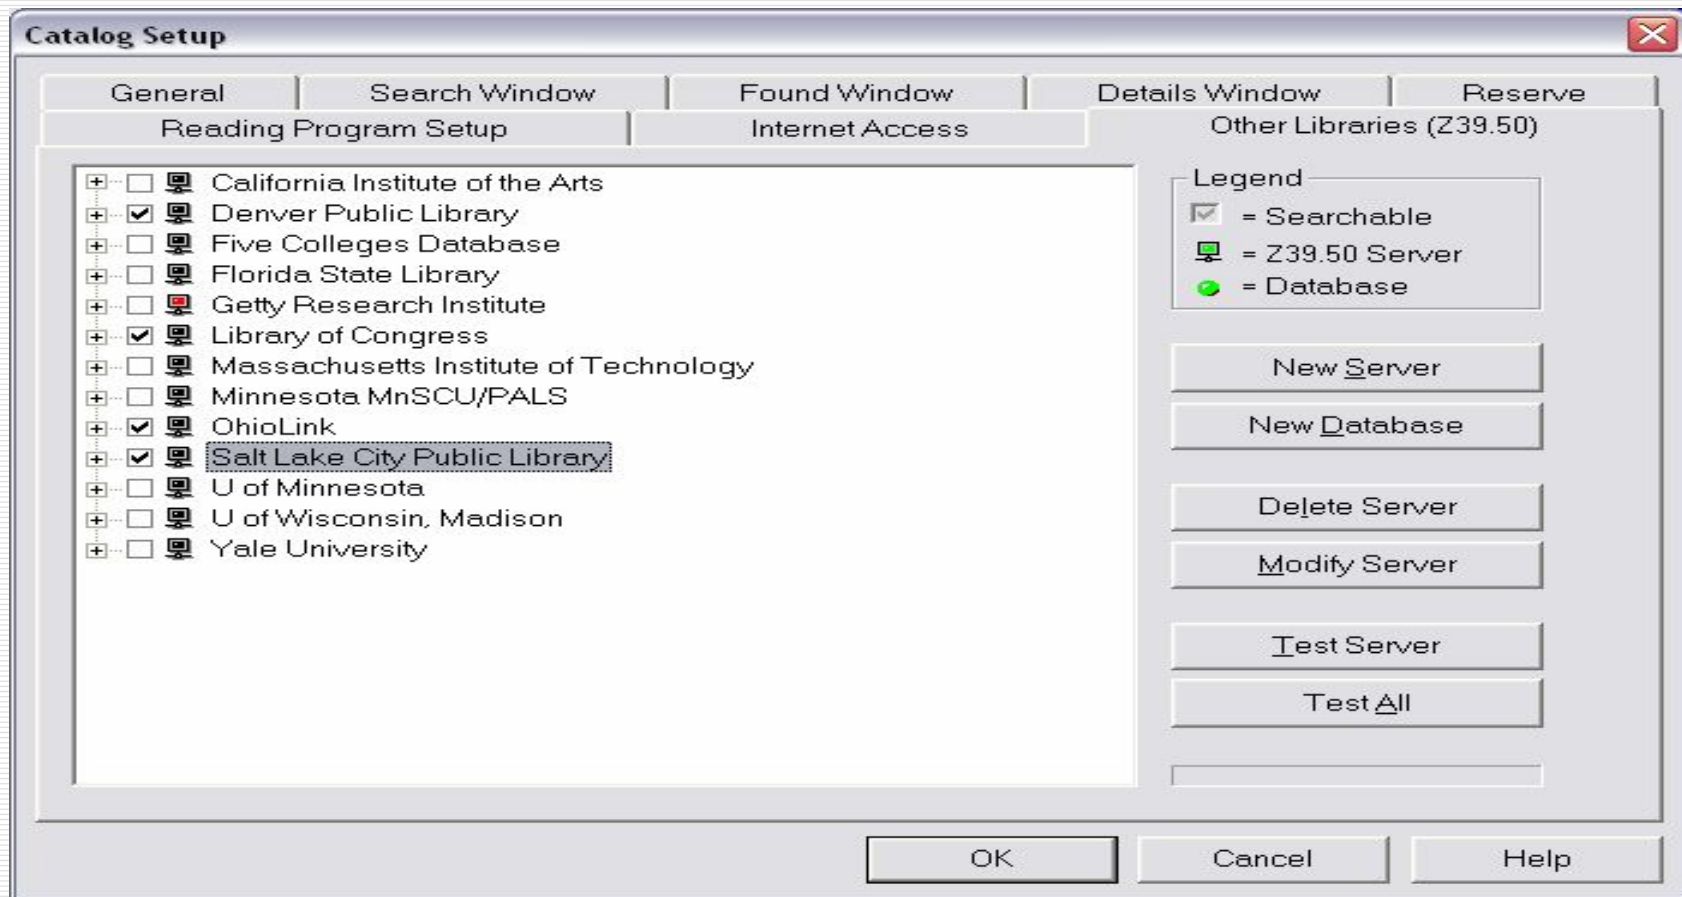 Catalog Setup
General Search Window Found Window Details Window Reserve
Reading Program Setup Internet Access Other Libraries (Z39.50)
California Institute of the Arts
Denver Public Library
Five Colleges Database
Florida State Library
Getty Research Institute
Library of Congress
Massachusetts Institute of Technology
Minnesota MnSCU/PALS
OhioLink
Salt Lake City Public Library
U of Minnesota
U of Wisconsin, Madison
Yale University
Legend
= Searchable
= Z39.50 Server
= Database
New Server
New Database
Delete Server
Modify Server
Test Server
Test All
OK Cancel Help